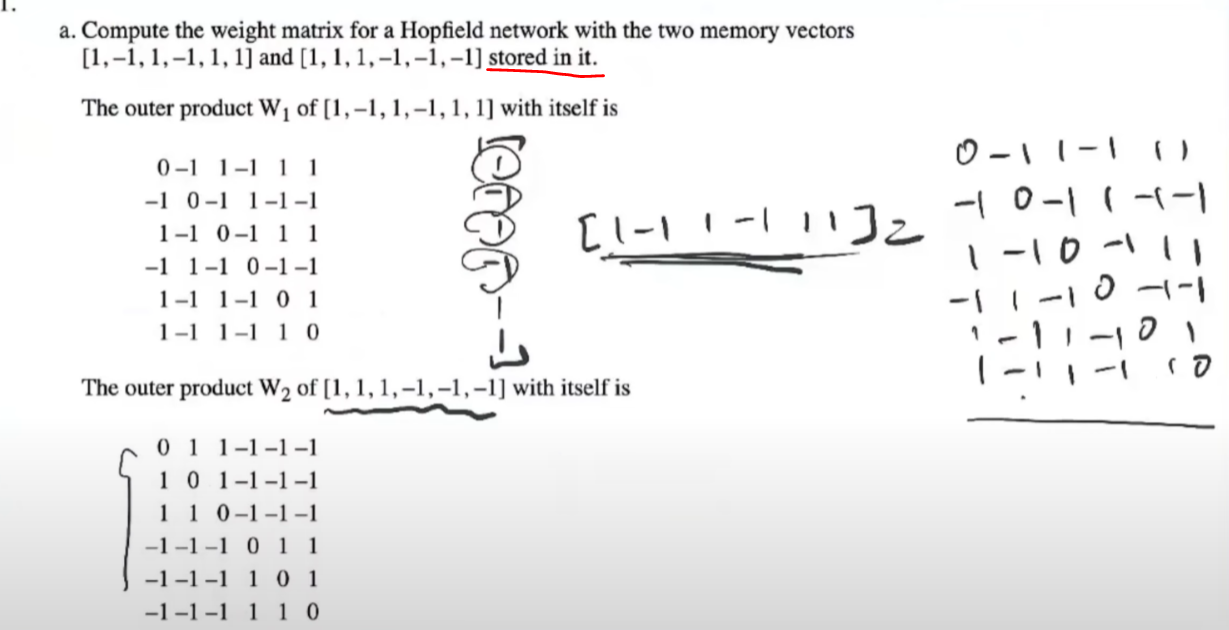 1.
a. Compute the weight matrix for a Hopfield network with the two memory vectors
[1,–1, 1,–1, 1, 1] and [1, 1, 1,–1,–1,–1] stored in it.
The outer product W1 of [1,–1, 1,–1, 1, 1] with itself is
0 –1 1 –1 1 1
–1 0 –1 1 –1 –1
1 –1 0 –1 1 1
–1 1 –1 0 –1 –1
1 –1 1 –1 0 1
1 –1 1 –1 1 0
[1 -1 1 -1 1 1] =
0 -1 1 -1 1 1
-1 0 -1 1 -1 -1
1 -1 0 -1 1 1
-1 1 -1 0 -1 -1
1 -1 1 -1 0 1
1 -1 1 -1 1 0
The outer product W2 of [1, 1, 1,–1,–1,–1] with itself is
0 1 1 –1 –1 –1
1 0 1 –1 –1 –1
1 1 0 –1 –1 –1
–1 –1 –1 0 1 1
–1 –1 –1 1 0 1
–1 –1 –1 1 1 0